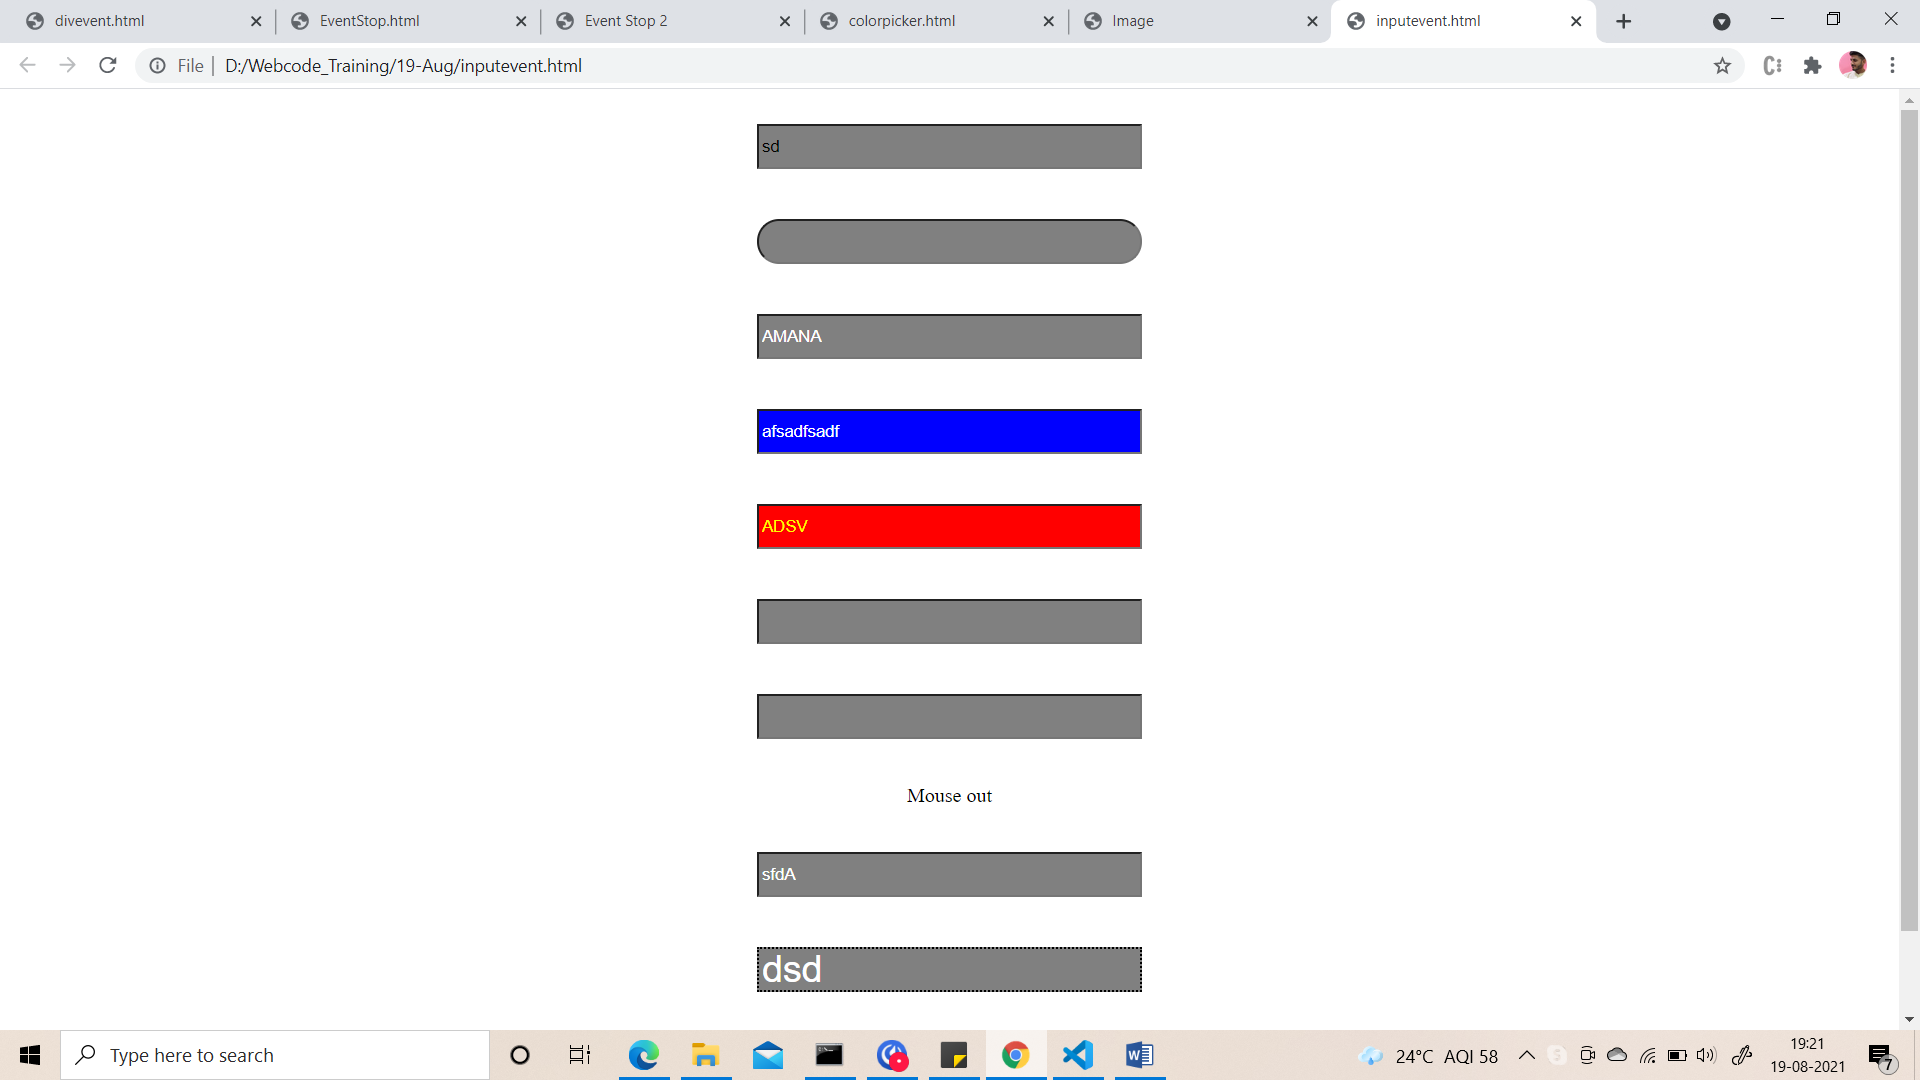 divevent.html EventStop.html Event Stop 2 colorpicker.html Image inputevent.html
File D:/Webcode_Training/19-Aug/inputevent.html
sd
AMANA
afsadfsadf
ADSV
Mouse out
sfdA
dsd
Type here to search
24°C AQI 58
19:21
19-08-2021
7